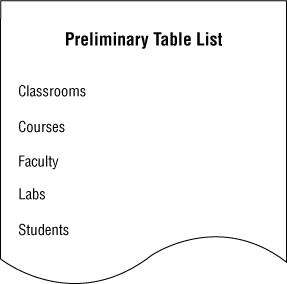 Preliminary Table List
Classrooms
Courses
Faculty
Labs
Students